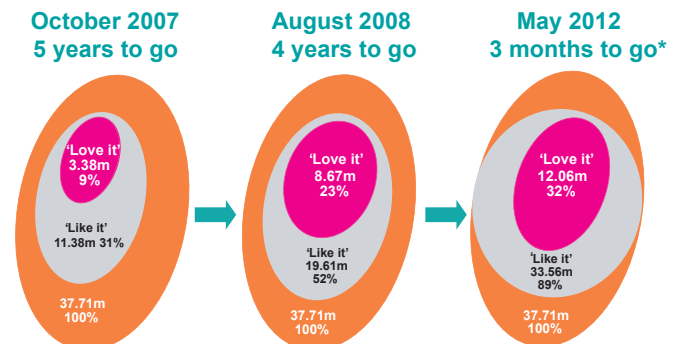 October 2007
5 years to go
'Love it'
3.38m
9%
'Like it'
11.38m 31%
37.71m
100%
August 2008
4 years to go
'Love it'
8.67m
23%
'Like it'
19.61m
52%
37.71m
100%
May 2012
3 months to go*
'Love it'
12.06m
32%
'Like it'
33.56m
89%
37.71m
100%